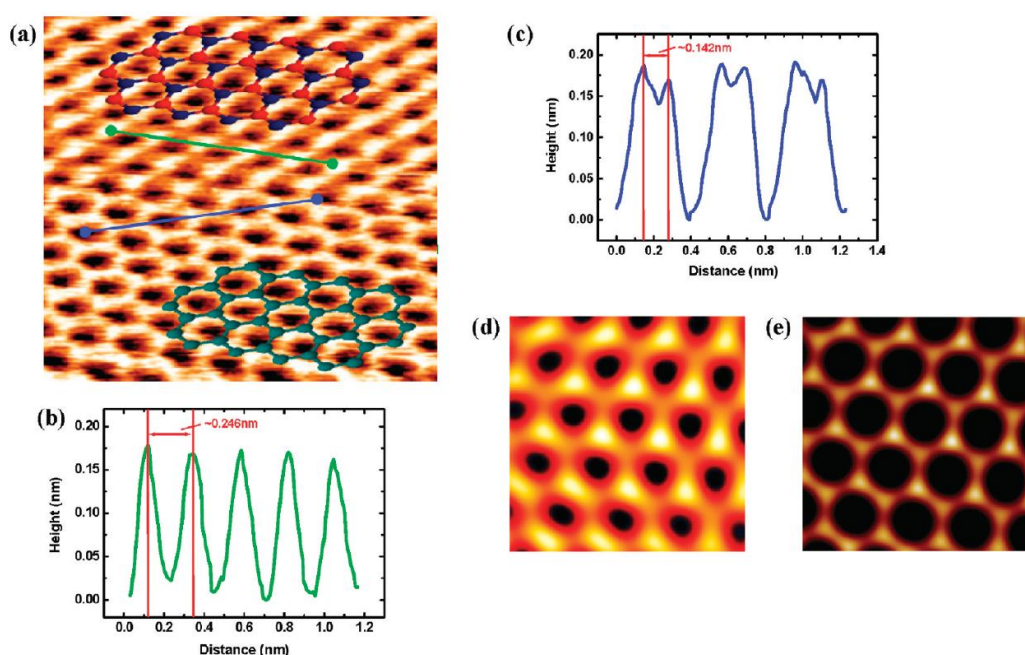 (a)
(c)
~0.142nm
0.20
0.15
0.10
0.05
0.00
Height (nm)
0.0 0.2 0.4 0.6 0.8 1.0 1.2 1.4
Distance (nm)
(b)
~0.246nm
0.20
0.15
0.10
0.05
0.00
Height (nm)
0.0 0.2 0.4 0.6 0.8 1.0 1.2
Distance (nm)
(d)
(e)